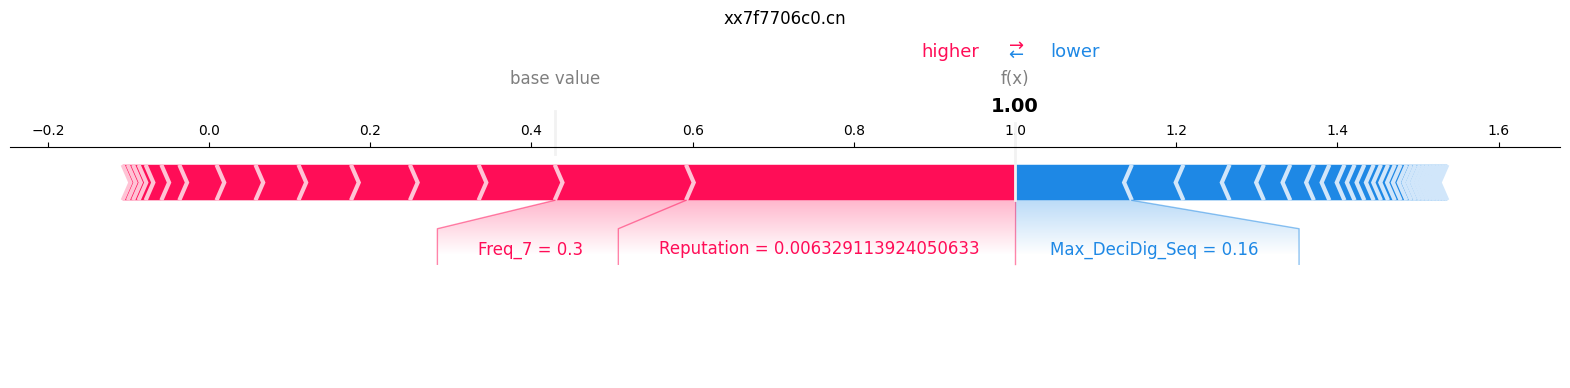 xx7f7706c0.cn
higher → ← lower
base value f(x)
1.00
−0.2 0.0 0.2 0.4 0.6 0.8 1.0 1.2 1.4 1.6
Freq_7 = 0.3 Reputation = 0.006329113924050633 Max_DeciDig_Seq = 0.16